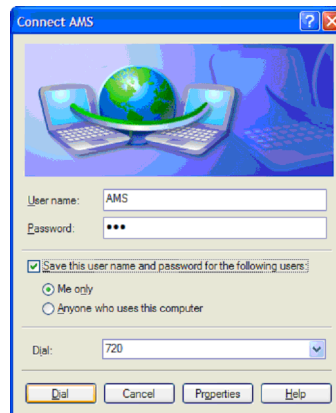 Connect AMS
User name: AMS
Password: •••
Save this user name and password for the following users:
Me only
Anyone who uses this computer
Dial: 720
Dial Cancel Properties Help